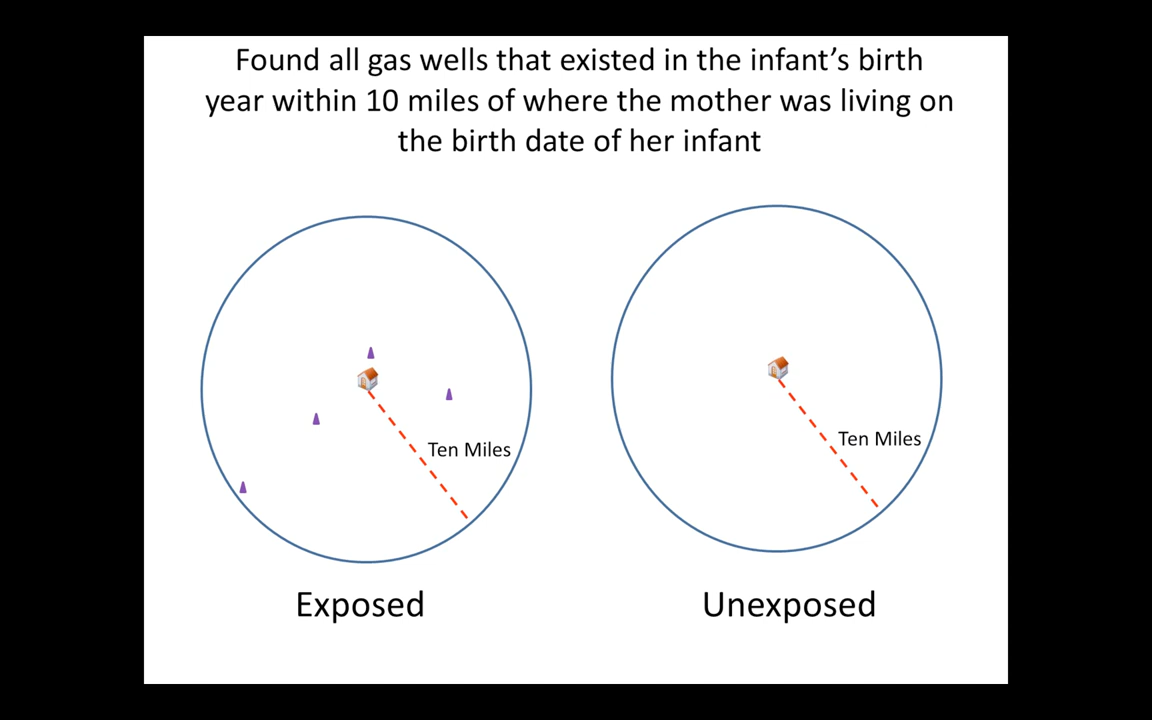 Found all gas wells that existed in the infant’s birth
year within 10 miles of where the mother was living on
the birth date of her infant
Ten Miles
Ten Miles
Exposed
Unexposed